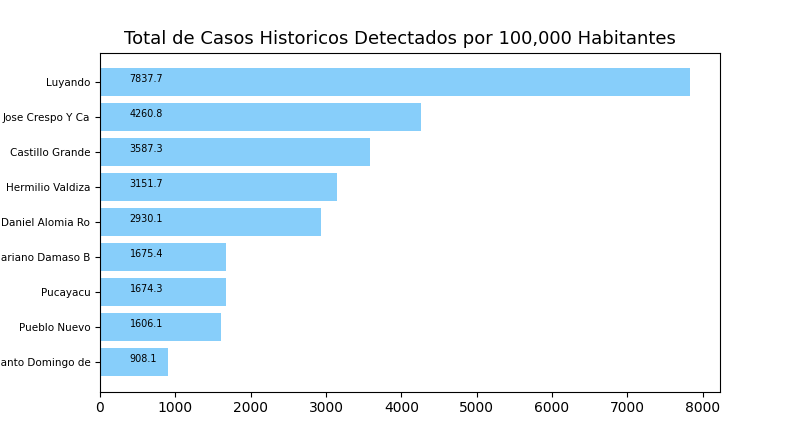 Total de Casos Historicos Detectados por 100,000 Habitantes
Luyando 7837.7
Jose Crespo Y Ca 4260.8
Castillo Grande 3587.3
Hermilio Valdiza 3151.7
Daniel Alomia Ro 2930.1
ariano Damaso B 1675.4
Pucayacu 1674.3
Pueblo Nuevo 1606.1
anto Domingo de 908.1
0 1000 2000 3000 4000 5000 6000 7000 8000